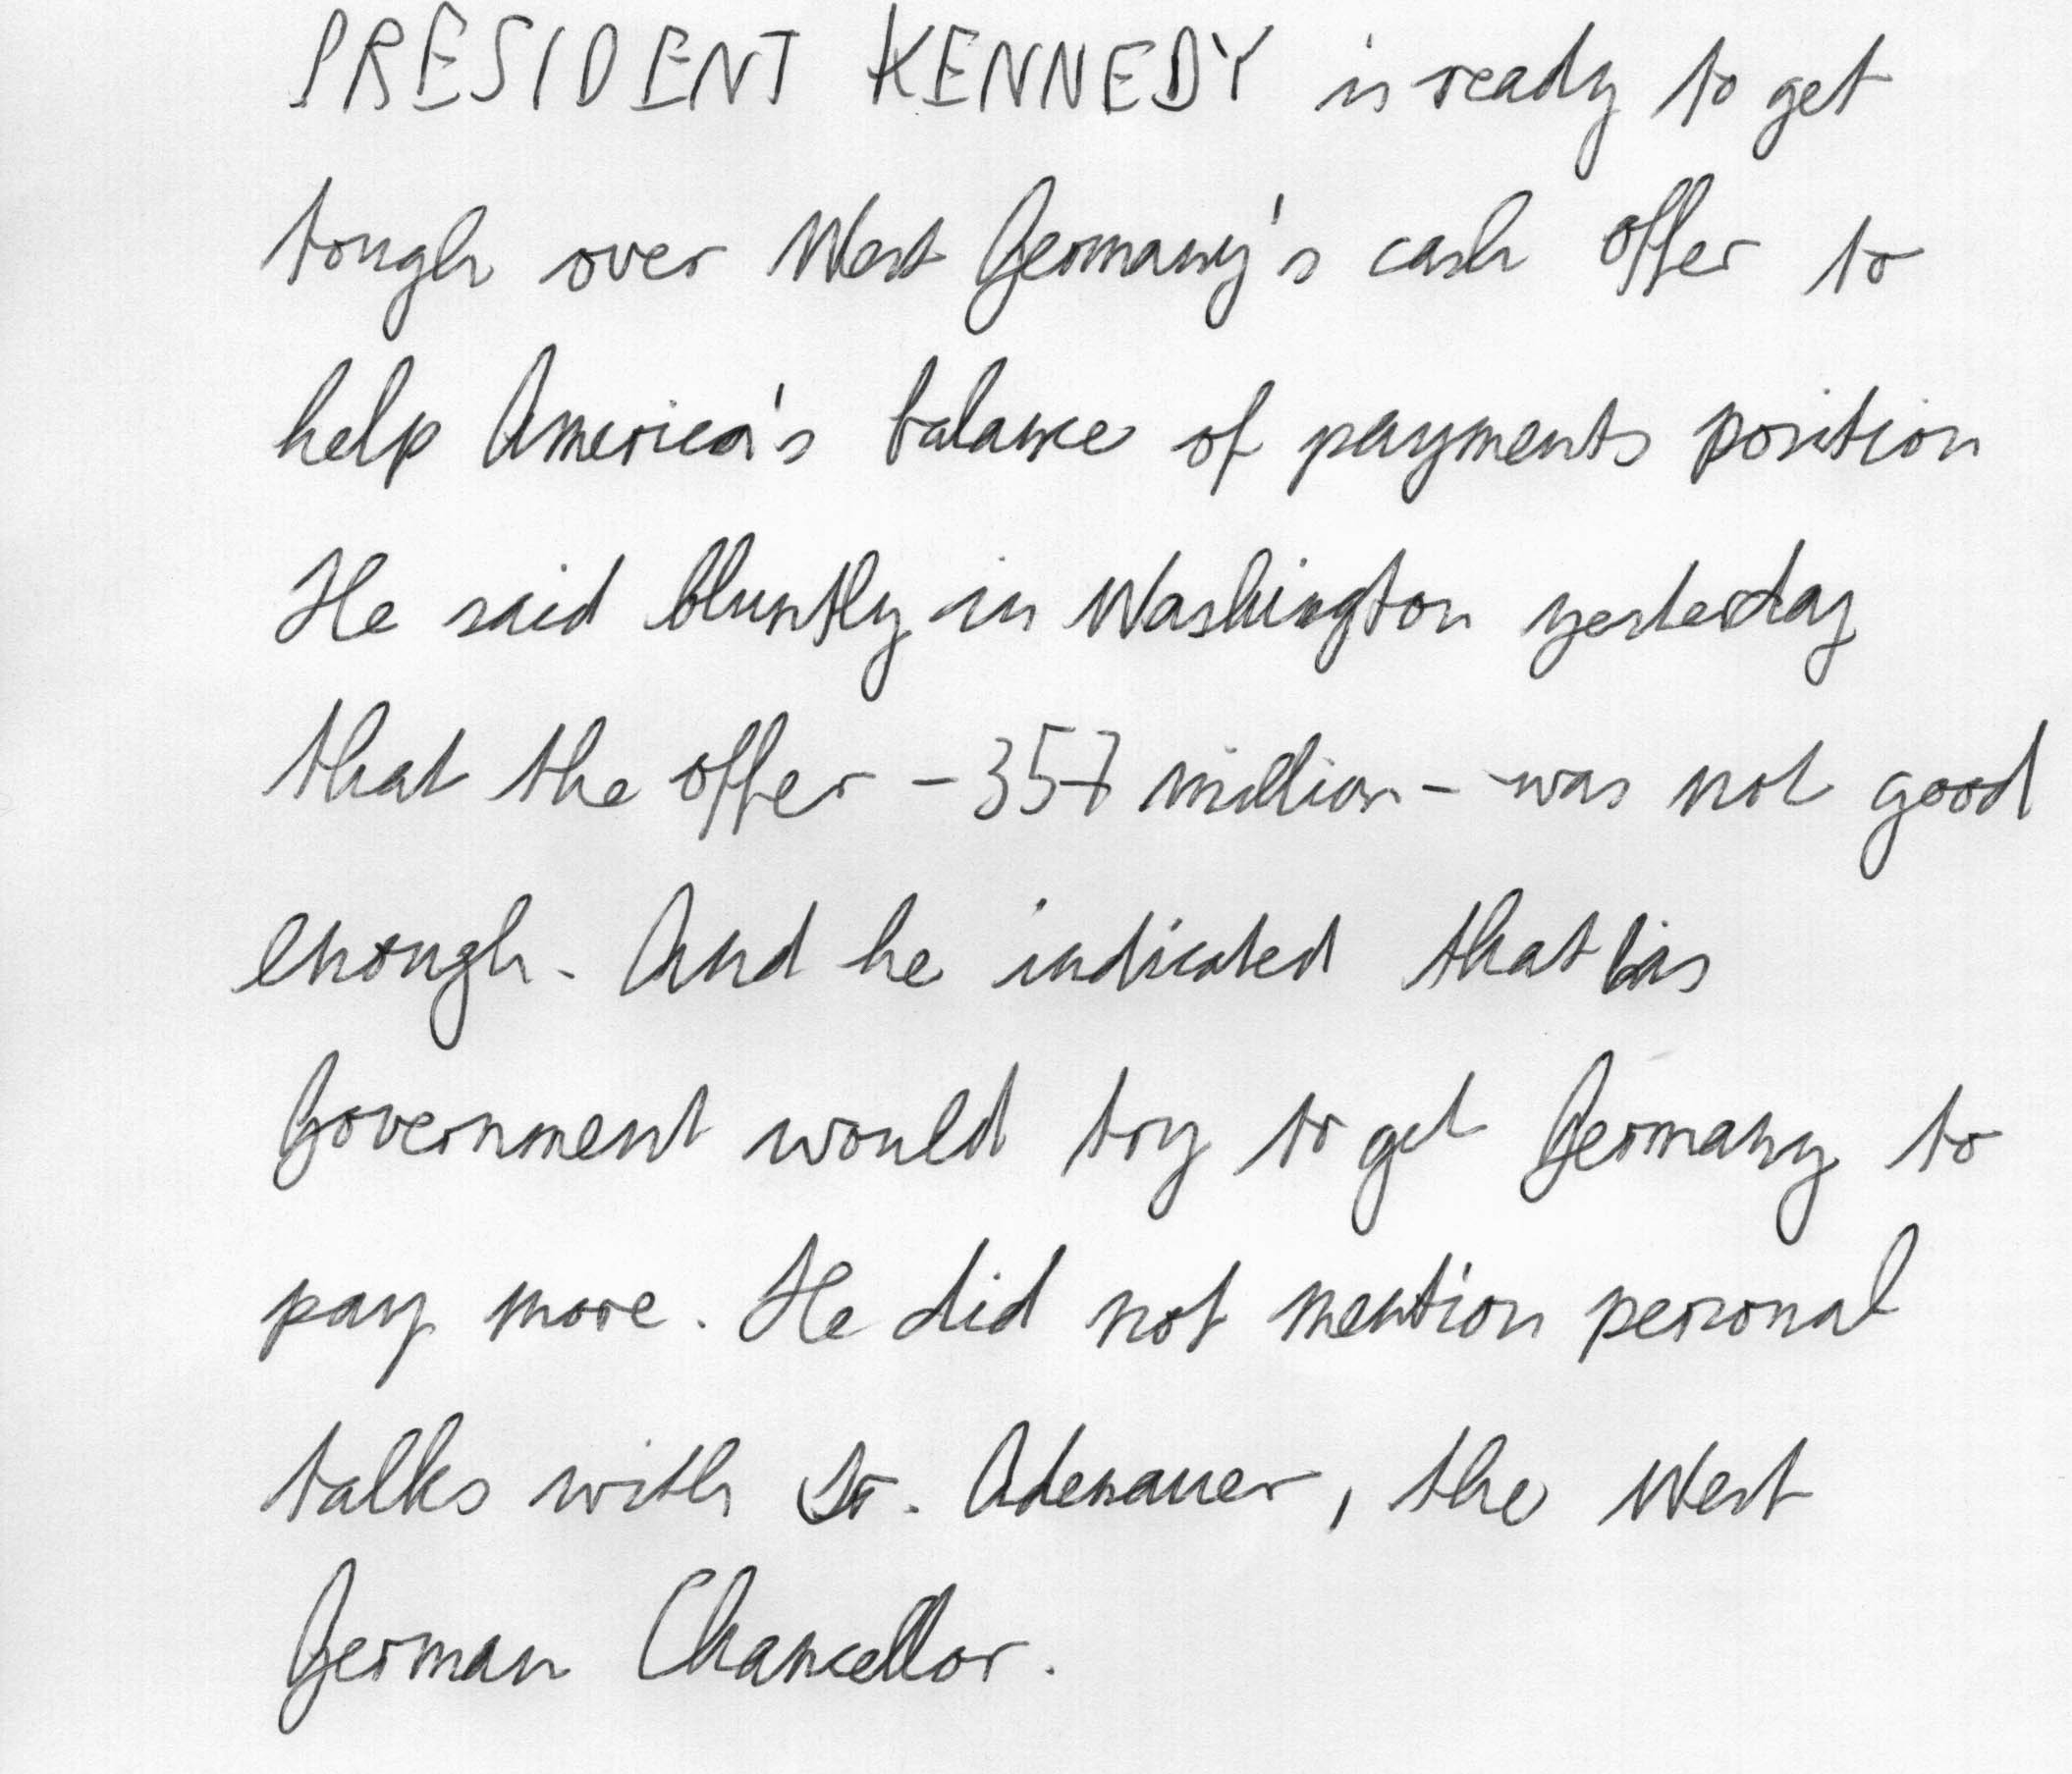 PRESIDENT KENNEDY is ready to get
tough over West Germany's cash offer to
help America's balance of payments position
He said bluntly in Washington yesterday
that the offer - 357 million - was not good
enough. And he indicated that his
Government would try to get Germany to
pay more. He did not mention personal
talks with Dr. Adenauer, the West
German Chancellor.